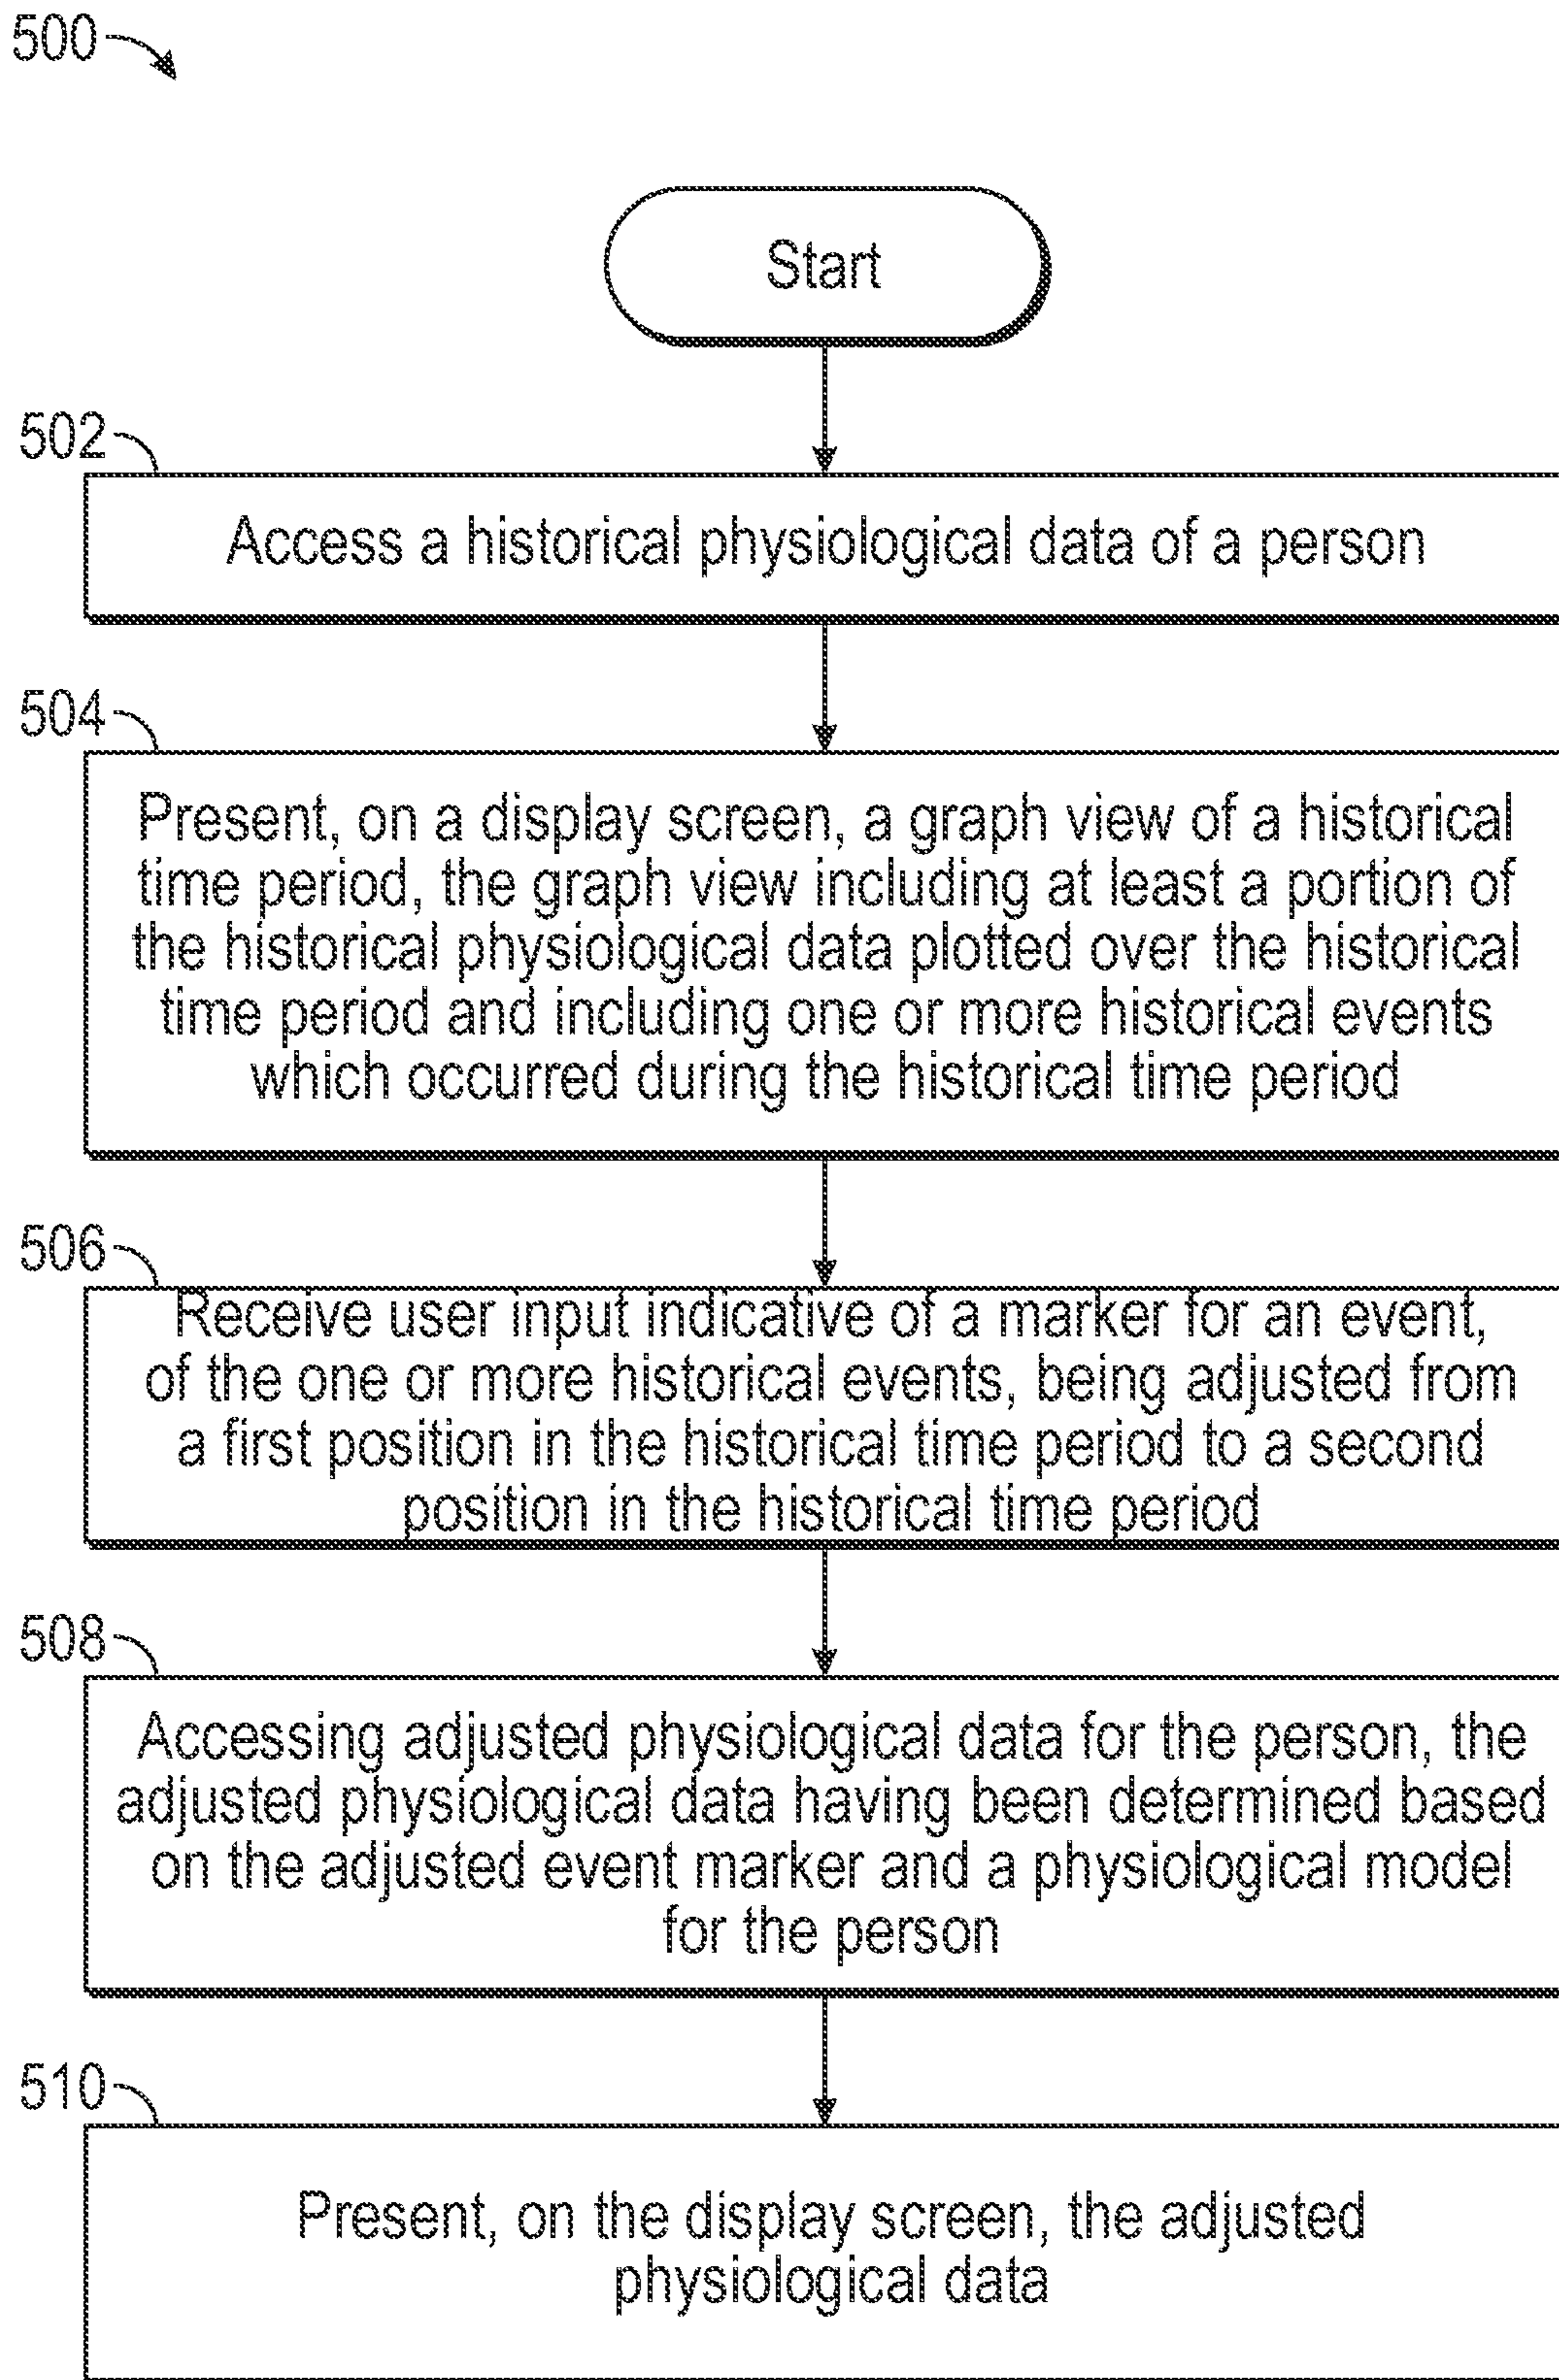 500
Start
502
Access a historical physiological data of a person
504
Present, on a display screen, a graph view of a historical
time period, the graph view including at least a portion of
the historical physiological data plotted over the historical
time period and including one or more historical events
which occurred during the historical time period
506
Receive user input indicative of a marker for an event,
of the one or more historical events, being adjusted from
a first position in the historical time period to a second
position in the historical time period
508
Accessing adjusted physiological data for the person, the
adjusted physiological data having been determined based
on the adjusted event marker and a physiological model
for the person
510
Present, on the display screen, the adjusted
physiological data